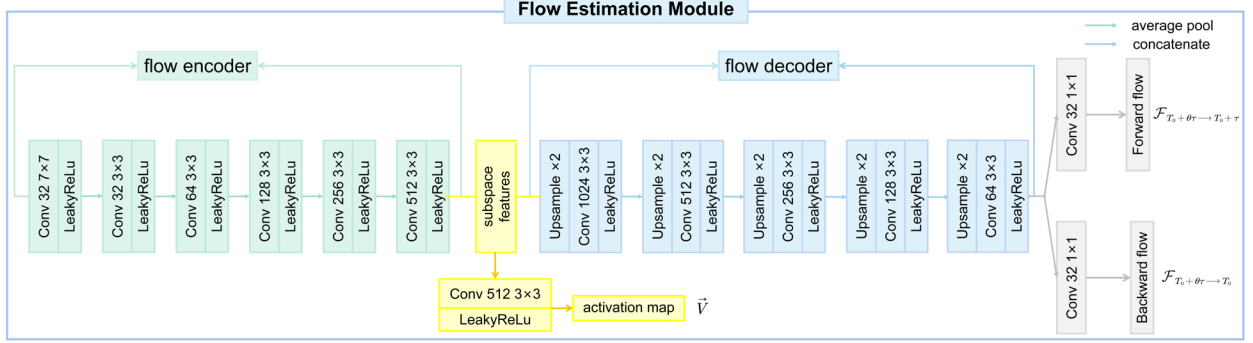 Flow Estimation Module
average pool
concatenate
flow encoder
flow decoder
Conv 32 7×7
LeakyReLu
Conv 32 3×3
LeakyReLU
Conv 64 3×3
LeakyReLU
Conv 128 3×3
LeakyReLu
Conv 256 3×3
LeakyReLu
Conv 512 3×3
LeakyReLU
subspace
features
Upsample ×2
Conv 1024 3×3
LeakyReLU
Upsample ×2
Conv 512 3×3
LeakyReLU
Upsample ×2
Conv 256 3×3
LeakyReLU
Upsample ×2
Conv 128 3×3
LeakyReLU
Upsample ×2
Conv 64 3×3
LeakyReLU
Conv 32 1×1
Forward flow
𝓕 T₀ + θτ → T₀ + τ
Conv 32 1×1
Backward flow
𝓕 T₀ + θτ → T₀
Conv 512 3×3
LeakyReLu
activation map
V⃗